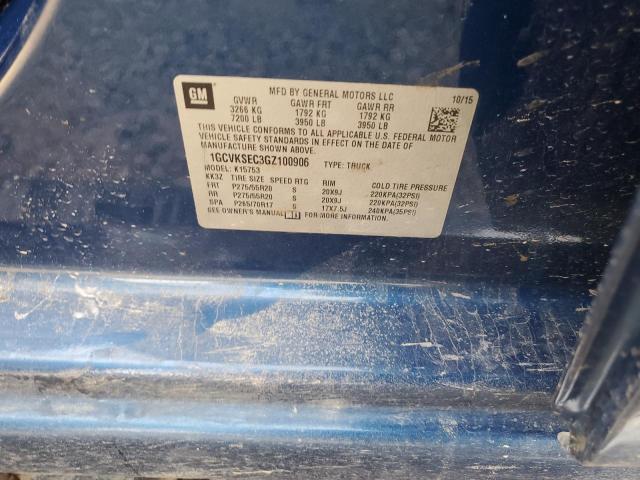 GM
MFD BY GENERAL MOTORS LLC
10/15
GVWR GAWR FRT GAWR RR
3266 KG 1792 KG 1792 KG
7200 LB 3950 LB 3950 LB
THIS VEHICLE CONFORMS TO ALL APPLICABLE U.S. FEDERAL MOTOR
VEHICLE SAFETY STANDARDS IN EFFECT ON THE DATE OF
MANUFACTURE SHOWN ABOVE.
1GCVKSEC3GZ100906 TYPE: TRUCK
MODEL: K15753
KK3Z TIRE SIZE SPEED RTG RIM COLD TIRE PRESSURE
FRT P275/55R20 S 20X9J 220KPA(32PSI)
RR P275/55R20 S 20X9J 220KPA(32PSI)
SPA P265/70R17 S 17X7.5J 240KPA(35PSI)
SEE OWNER'S MANUAL FOR MORE INFORMATION.